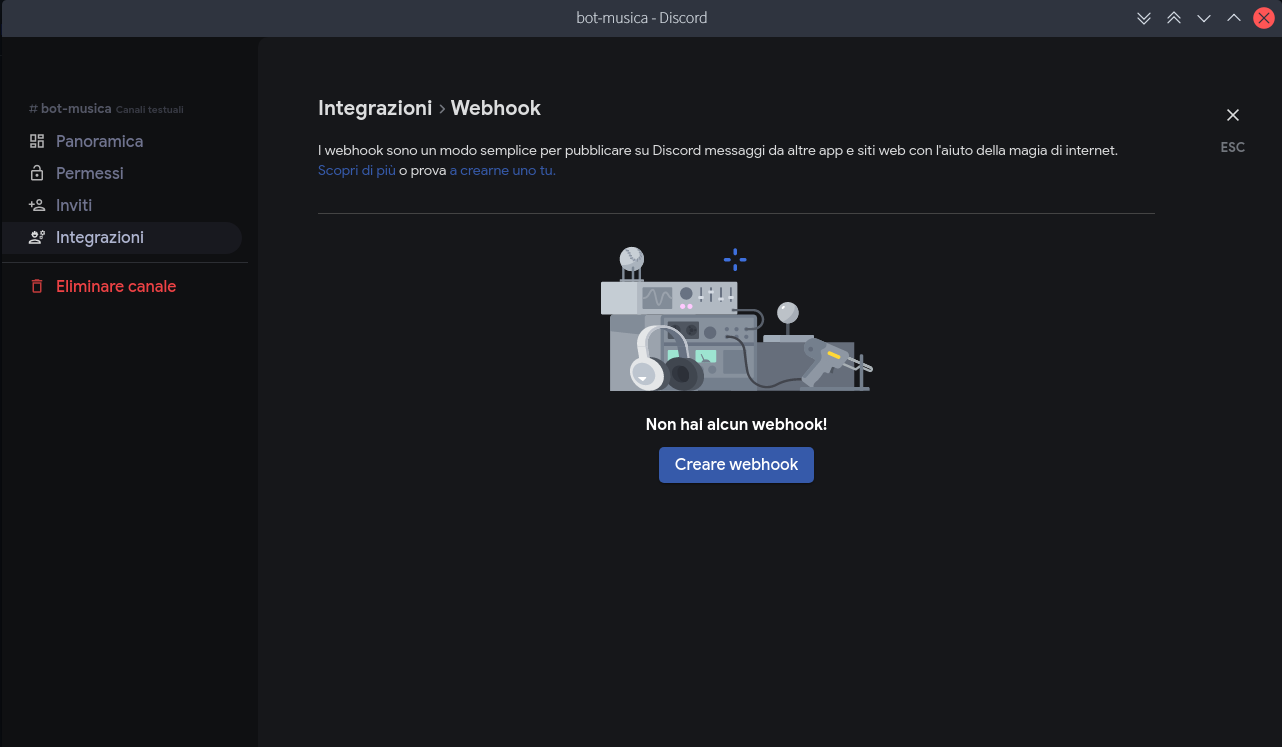 bot-musica - Discord
# bot-musica Canali testuali
Panoramica
Permessi
Inviti
Integrazioni
Eliminare canale
Integrazioni › Webhook
I webhook sono un modo semplice per pubblicare su Discord messaggi da altre app e siti web con l'aiuto della magia di internet.
Scopri di più o prova a crearne uno tu.
ESC
Non hai alcun webhook!
Creare webhook